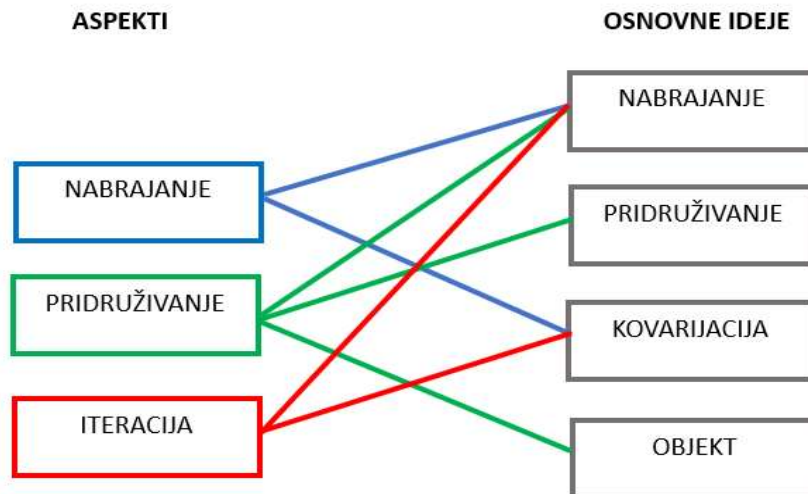 ASPEKTI
OSNOVNE IDEJE
NABRAJANJE
PRIDRUŽIVANJE
ITERACIJA
NABRAJANJE
PRIDRUŽIVANJE
KOVARIJACIJA
OBJEKT